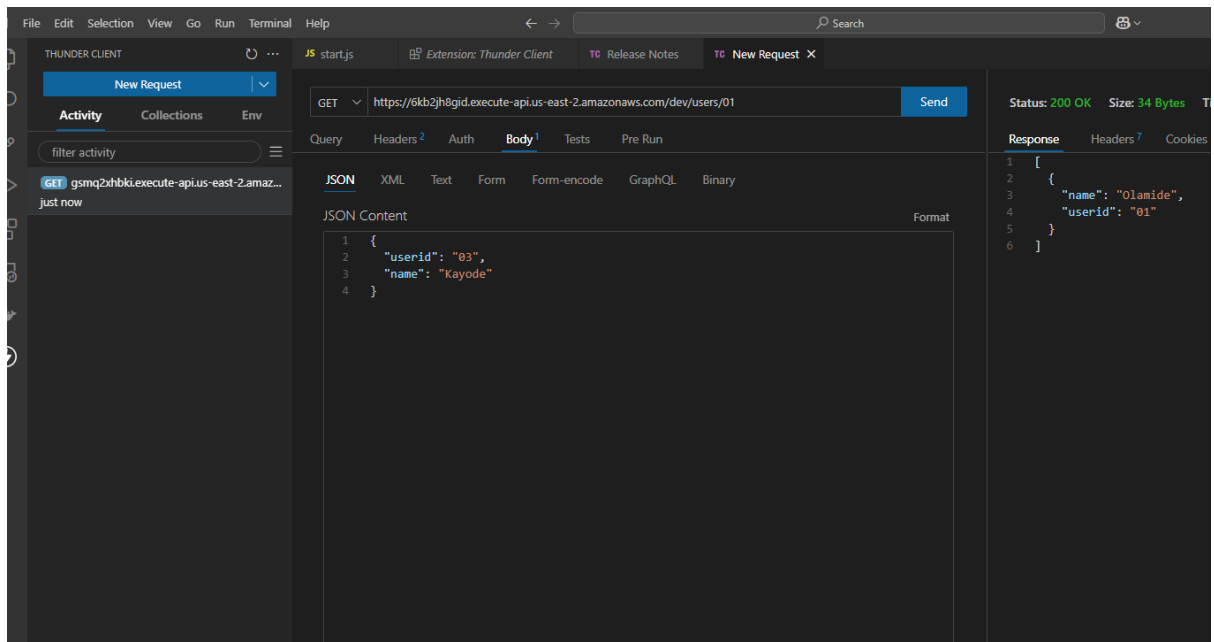 File Edit Selection View Go Run Terminal Help
Search
THUNDER CLIENT
New Request
Activity Collections Env
filter activity
GET gsmq2xhbki.execute-api.us-east-2.amaz...
just now
JS start.js Extension: Thunder Client TC Release Notes TC New Request
GET https://6kb2jh8gid.execute-api.us-east-2.amazonaws.com/dev/users/01 Send
Query Headers 2 Auth Body 1 Tests Pre Run
JSON XML Text Form Form-encode GraphQL Binary
JSON Content Format
1 {
2 "userid": "03",
3 "name": "Kayode"
4 }
Status: 200 OK Size: 34 Bytes
Response Headers 7 Cookies
1 [
2 {
3 "name": "Olamide",
4 "userid": "01"
5 }
6 ]